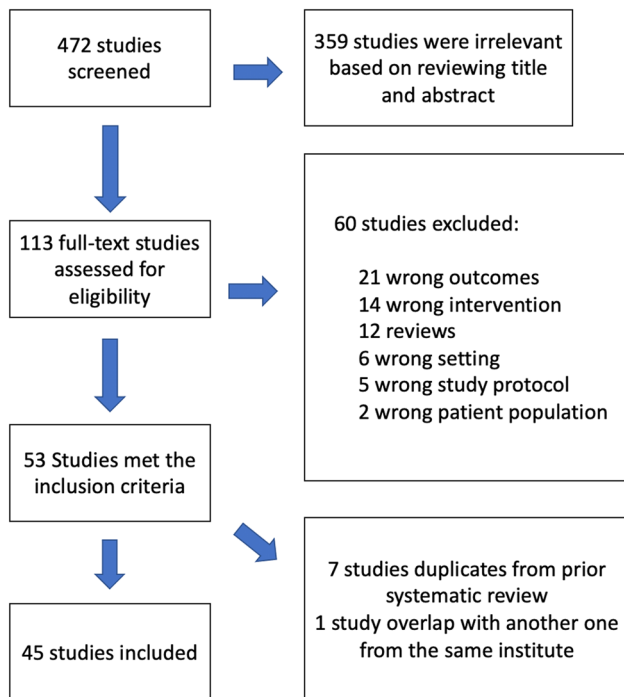 472 studies
screened
359 studies were irrelevant
based on reviewing title
and abstract
113 full-text studies
assessed for
eligibility
60 studies excluded:
21 wrong outcomes
14 wrong intervention
12 reviews
6 wrong setting
5 wrong study protocol
2 wrong patient population
53 Studies met the
inclusion criteria
7 studies duplicates from prior
systematic review
1 study overlap with another one
from the same institute
45 studies included